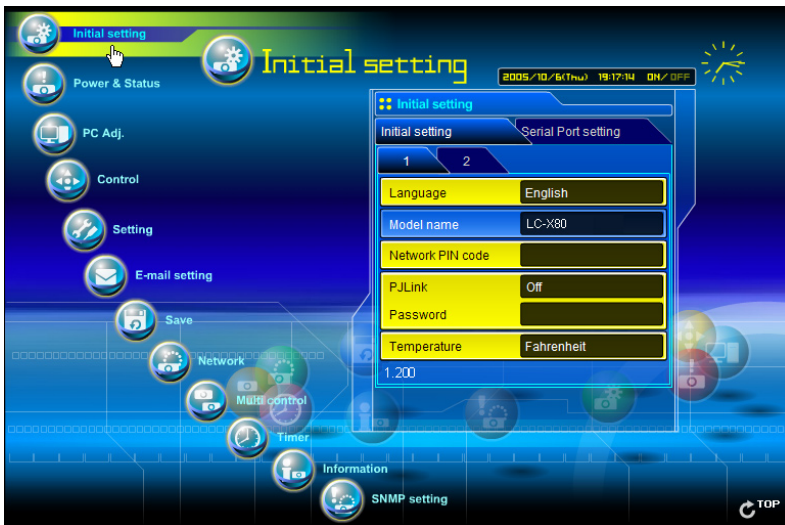 Initial setting
Power & Status
PC Adj.
Control
Setting
E-mail setting
Save
Network
Multi control
Timer
Information
SNMP setting
Initial setting
2005/10/6(Thu) 19:17:14 ON/OFF
Initial setting
Initial setting Serial Port setting
1 2
Language English
Model name LC-X80
Network PIN code
PJLink Off
Password
Temperature Fahrenheit
1.200
TOP